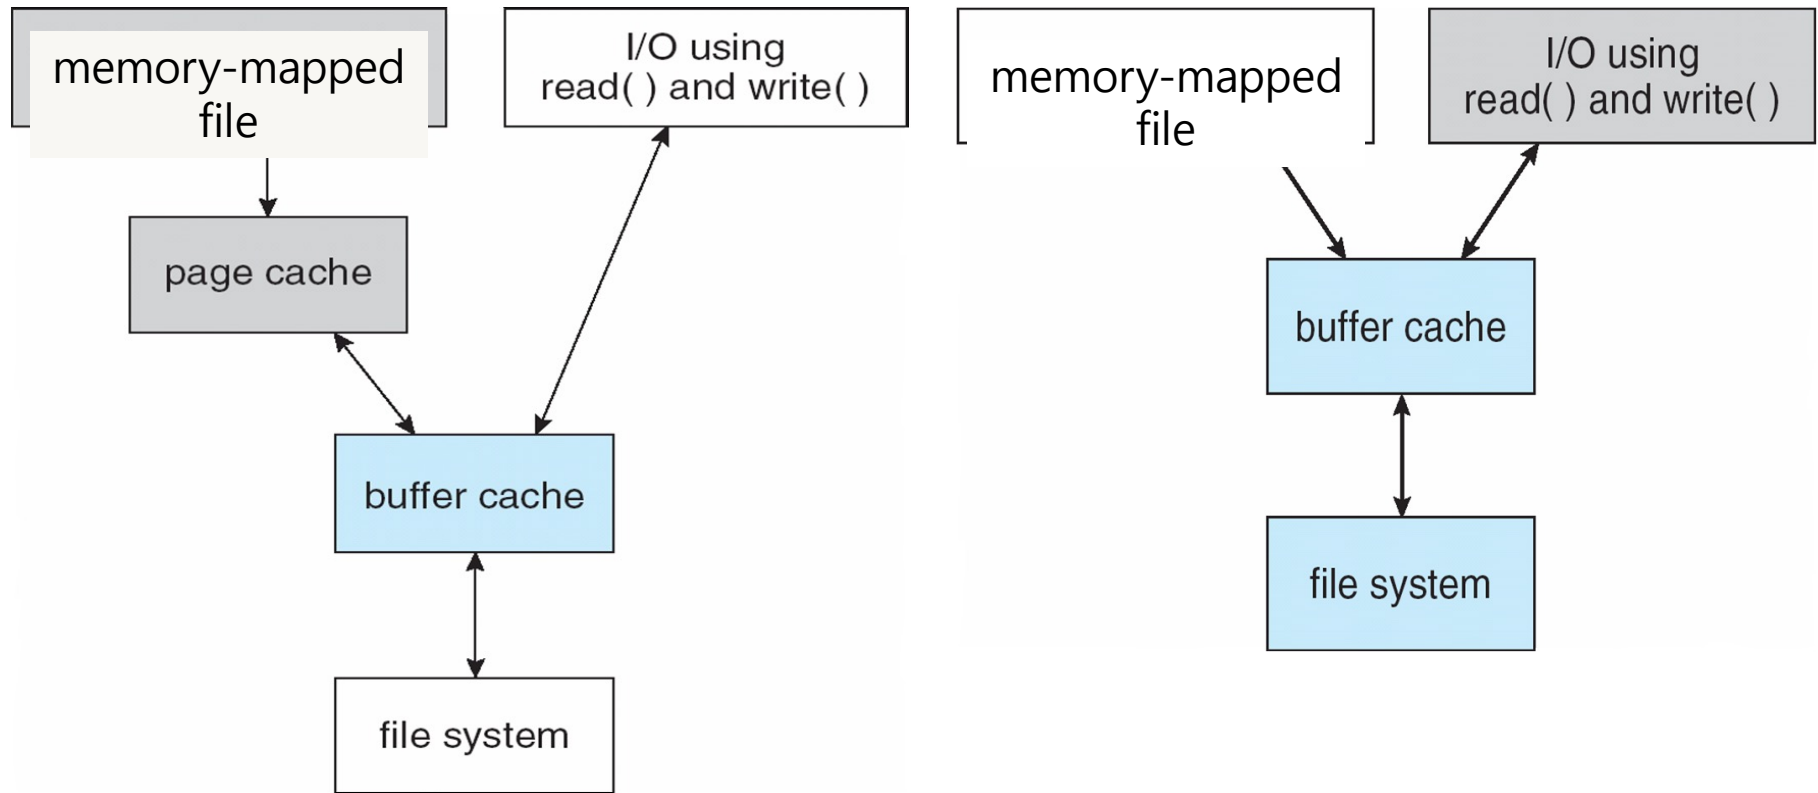 memory-mapped
file
I/O using
read( ) and write( )
page cache
buffer cache
file system
memory-mapped
file
I/O using
read( ) and write( )
buffer cache
file system